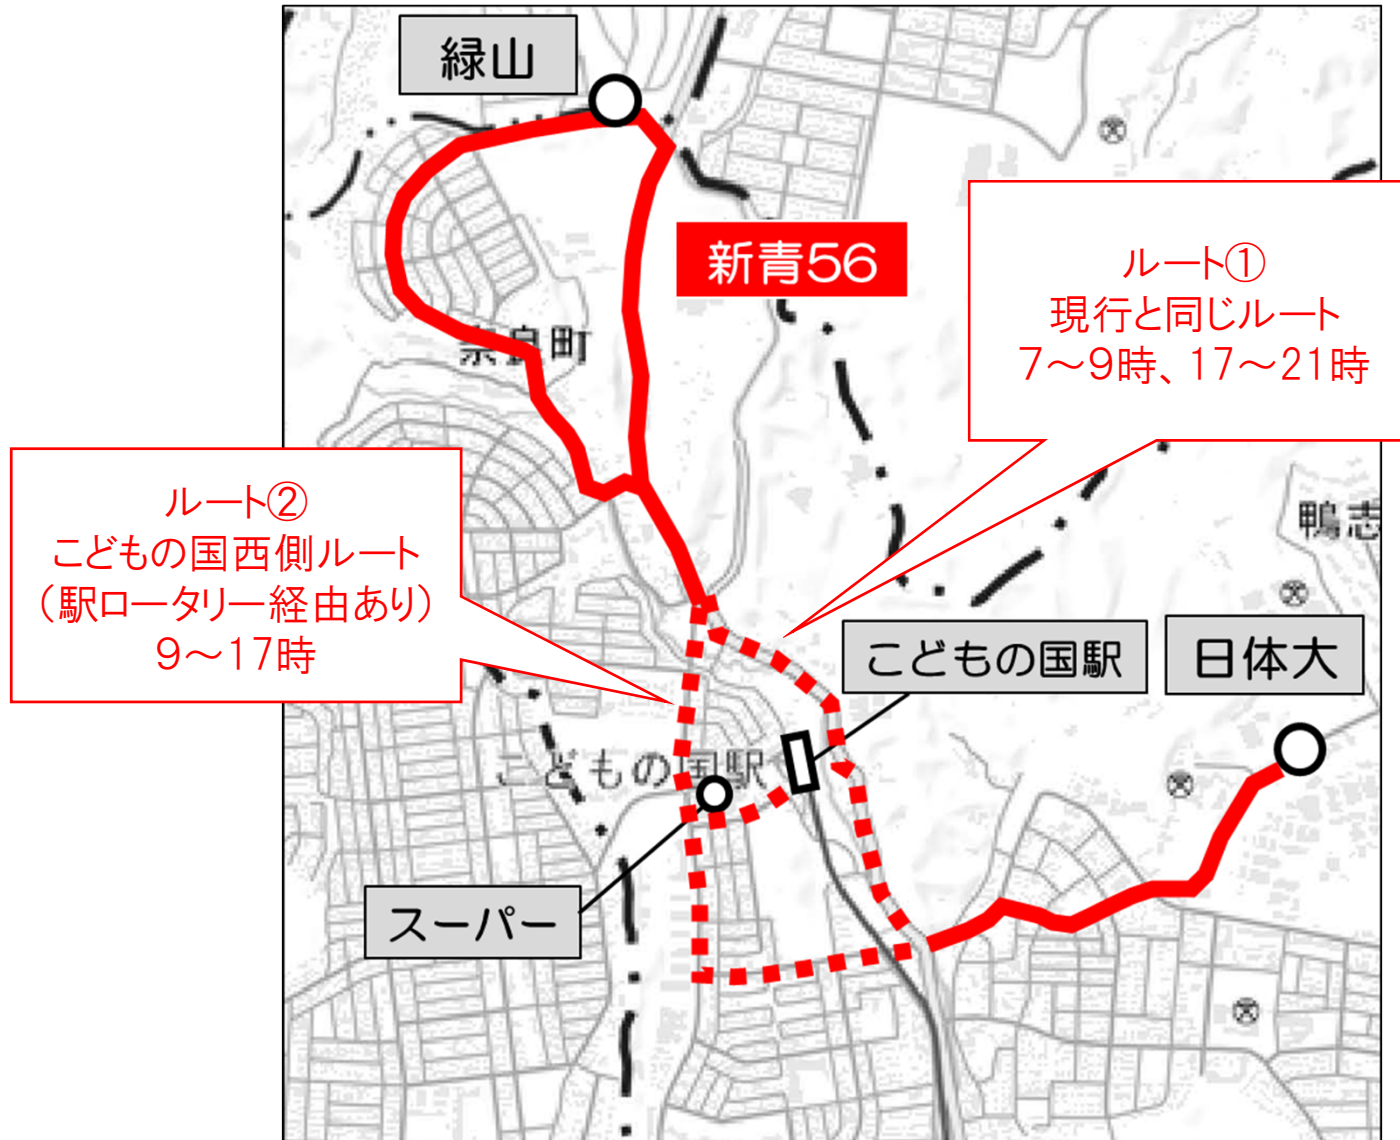 緑山
新青56
ルート①
現行と同じルート
7～9時、17～21時
奈良町
ルート②
こどもの国西側ルート
（駅ロータリー経由あり）
9～17時
鴨志
こどもの国駅
日体大
こどもの国駅
スーパー